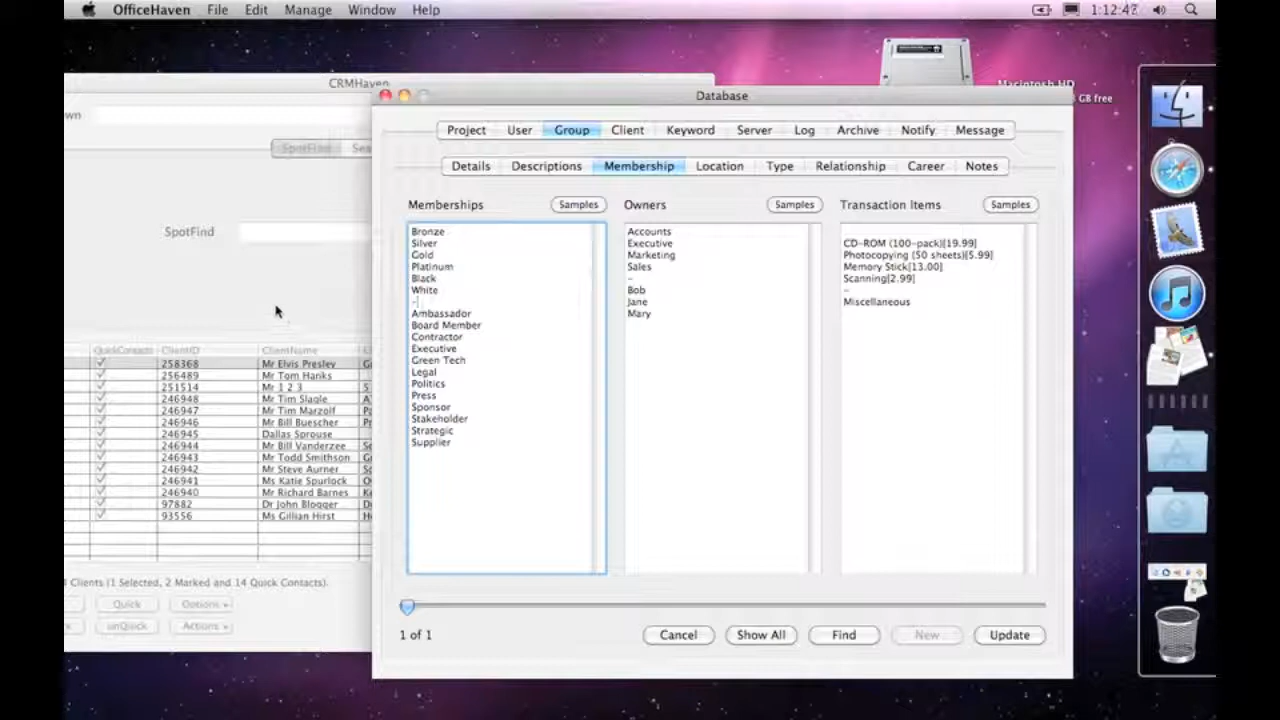 OfficeHaven File Edit Manage Window Help
CRMHaven
Macintosh HD
GB free
wn
SpotFind
SpotFind
QuickContacts ClientID ClientName
258368 Mr Elvis Presley
256489 Mr Tom Hanks
251514 Mr 1 2 3
246948 Mr Tim Slagle
246947 Mr Tim Marzolf
246946 Mr Bill Buescher
246945 Dallas Sprouse
246944 Mr Bill Vanderzee
246943 Mr Todd Smithson
246942 Mr Steve Aurner
246941 Ms Katie Spurlock
246940 Mr Richard Barnes
97882 Dr John Blogger
93556 Ms Gillian Hirst
Clients (1 Selected, 2 Marked and 14 Quick Contacts).
Quick Options
unQuick Actions
Database
Project User Group Client Keyword Server Log Archive Notify Message
Details Descriptions Membership Location Type Relationship Career Notes
Memberships Samples
Bronze
Silver
Gold
Platinum
Black
White
-
Ambassador
Board Member
Contractor
Executive
Green Tech
Legal
Politics
Press
Sponsor
Stakeholder
Strategic
Supplier
Owners Samples
Accounts
Executive
Marketing
Sales
-
Bob
Jane
Mary
Transaction Items Samples
CD-ROM (100-pack)[19.99]
Photocopying (50 sheets)[5.99]
Memory Stick[13.00]
Scanning[2.99]
-
Miscellaneous
1 of 1
Cancel Show All Find New Update